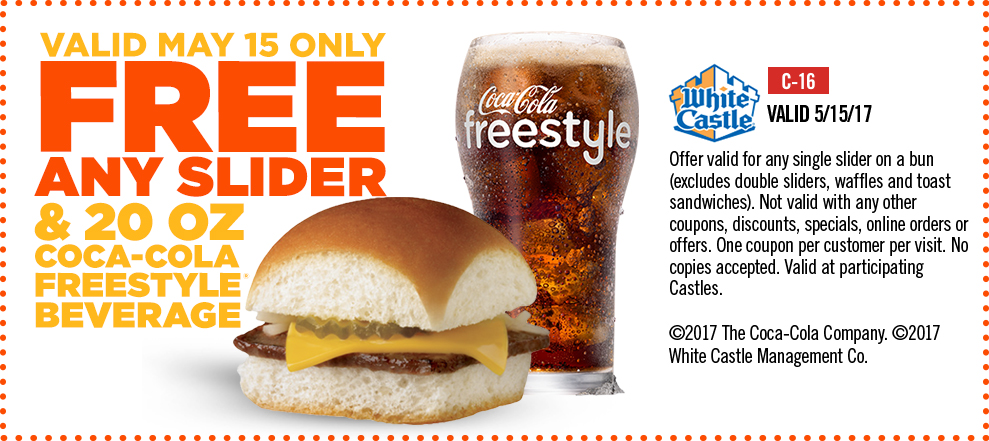 VALID MAY 15 ONLY
FREE
ANY SLIDER
& 20 OZ
COCA-COLA
FREESTYLE
BEVERAGE
Coca-Cola
freestyle
White
Castle
C-16
VALID 5/15/17
Offer valid for any single slider on a bun
(excludes double sliders, waffles and toast
sandwiches). Not valid with any other
coupons, discounts, specials, online orders or
offers. One coupon per customer per visit. No
copies accepted. Valid at participating
Castles.
©2017 The Coca-Cola Company. ©2017
White Castle Management Co.